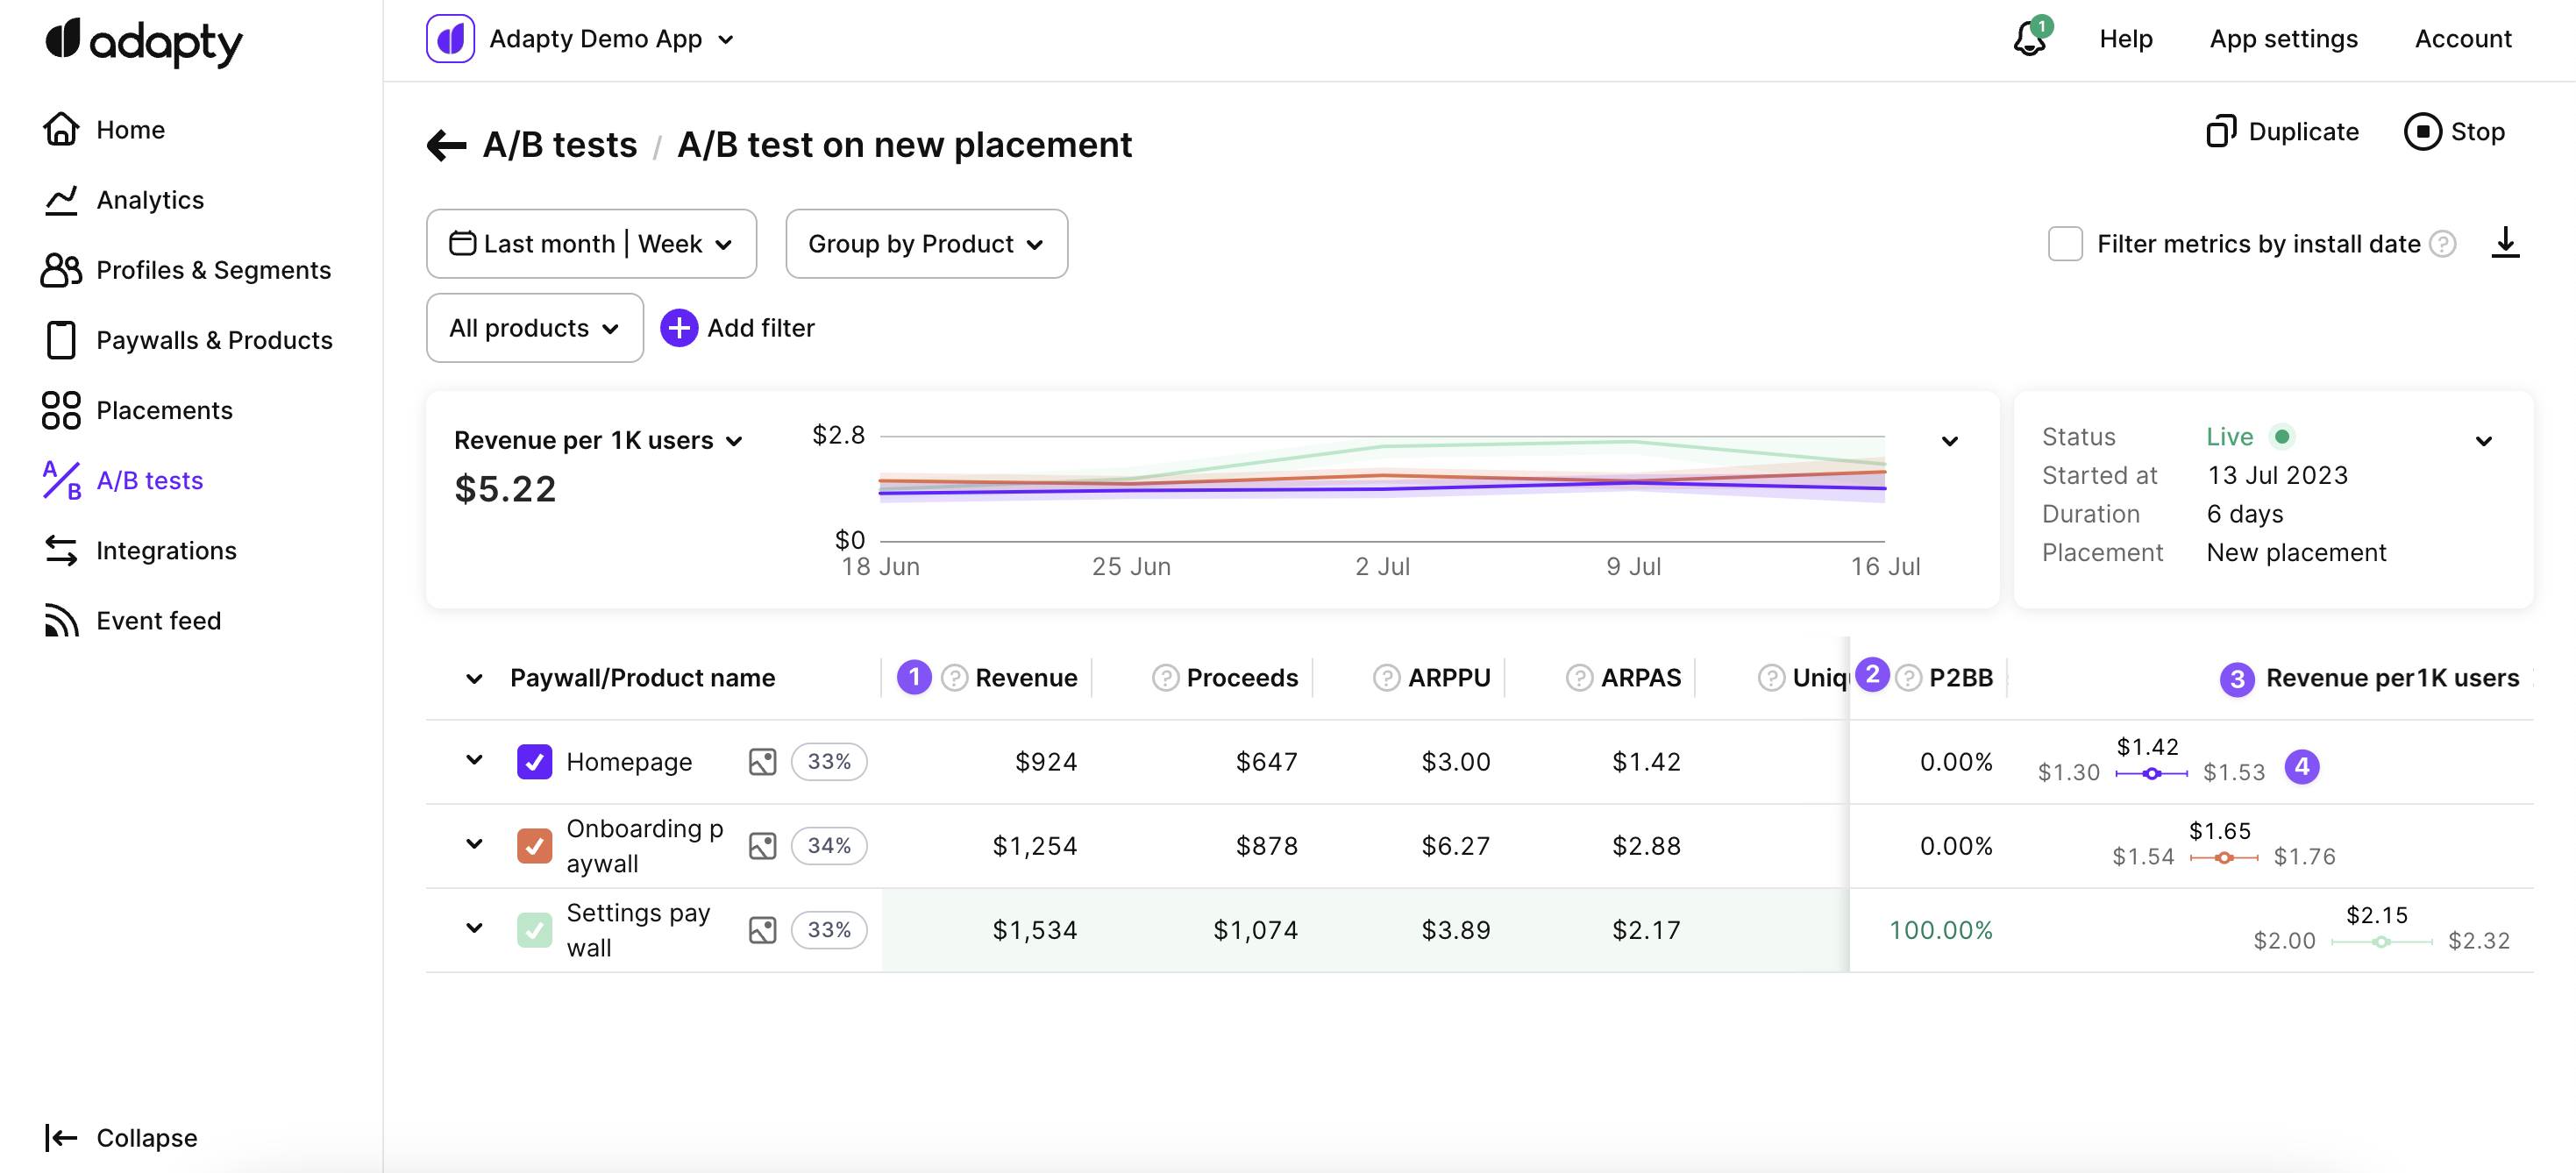 adapty
Adapty Demo App
1
Help
App settings
Account
Home
Analytics
Profiles & Segments
Paywalls & Products
Placements
A/B
A/B tests
Integrations
Event feed
Collapse
A/B tests / A/B test on new placement
Duplicate
Stop
Last month | Week
Group by Product
Filter metrics by install date ?
All products
Add filter
Revenue per 1K users
$5.22
$2.8
$0
18 Jun 25 Jun 2 Jul 9 Jul 16 Jul
Status Live
Started at 13 Jul 2023
Duration 6 days
Placement New placement
Paywall/Product name 1 ? Revenue ? Proceeds ? ARPPU ? ARPAS ? Uniq 2 ? P2BB 3 Revenue per1K users
Homepage 33% $924 $647 $3.00 $1.42 0.00% $1.42
$1.30 $1.53 4
Onboarding p
aywall
34% $1,254 $878 $6.27 $2.88 0.00% $1.65
$1.54 $1.76
Settings pay
wall
33% $1,534 $1,074 $3.89 $2.17 100.00% $2.15
$2.00 $2.32